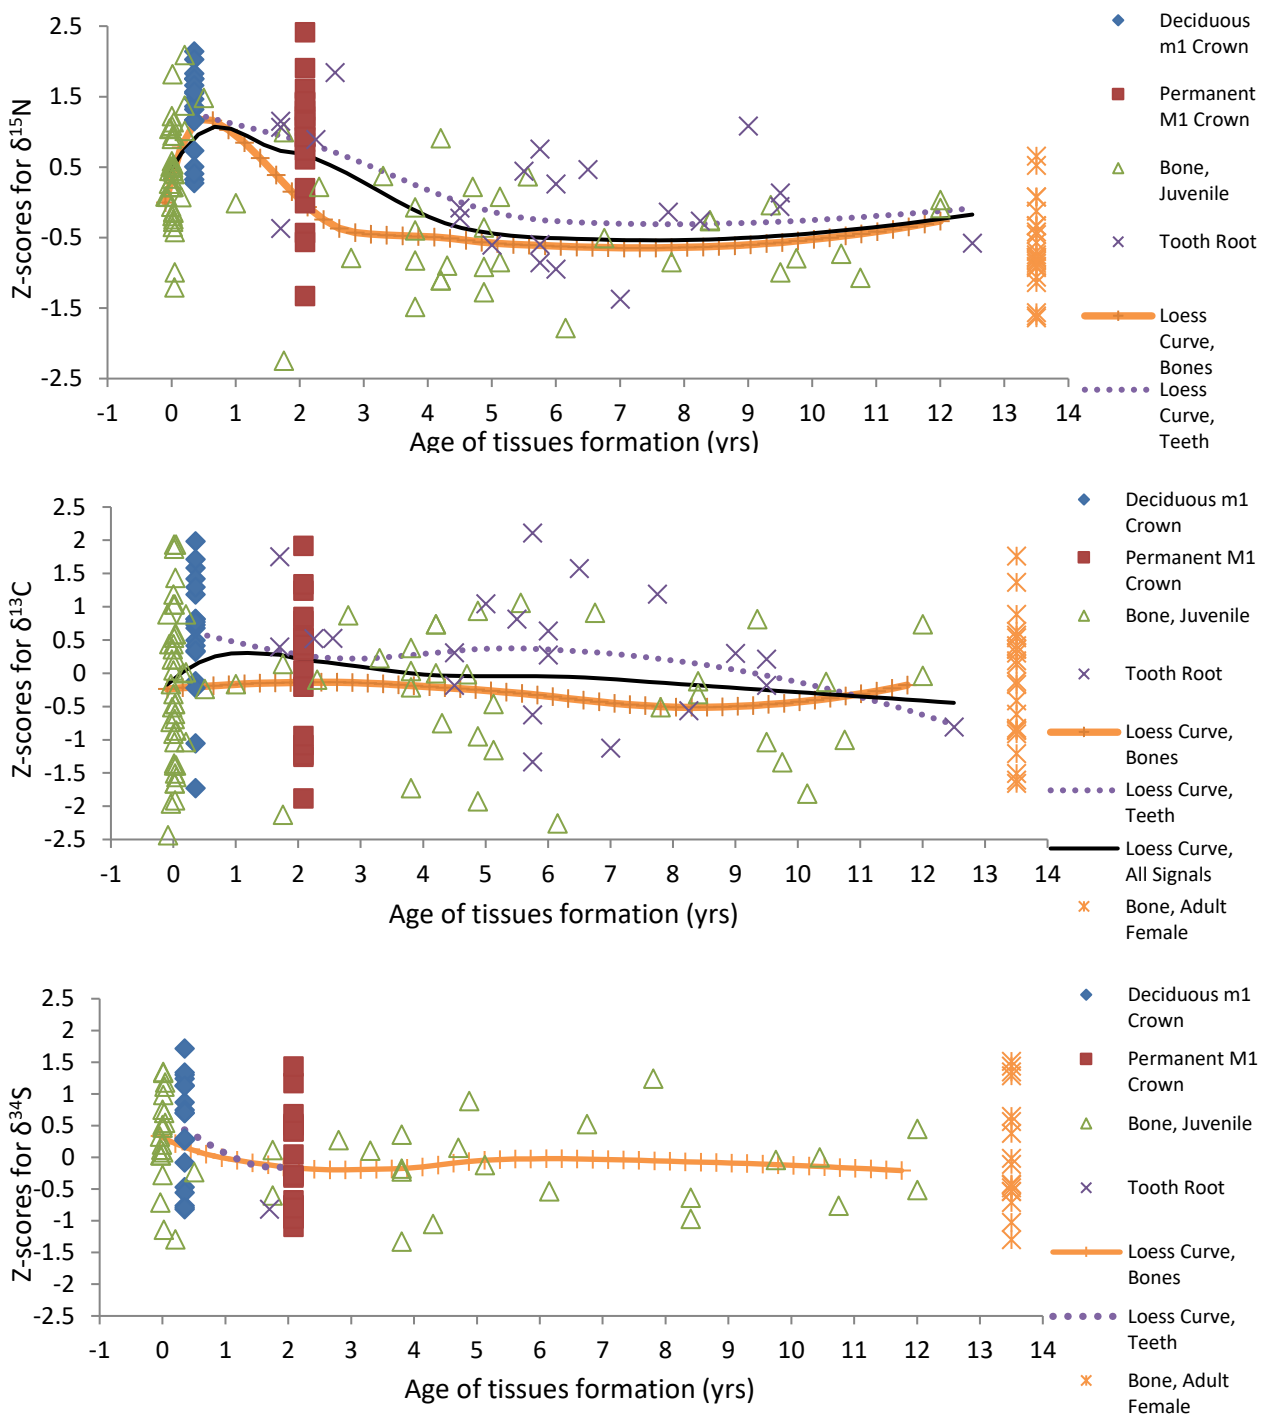 Z-scores for δ15N
2.5
1.5
0.5
-0.5
-1.5
-2.5
-1 0 1 2 3 4 5 6 7 8 9 10 11 12 13 14
Age of tissues formation (yrs)
Deciduous
m1 Crown
Permanent
M1 Crown
Bone,
Juvenile
Tooth Root
Loess
Curve,
Bones
Loess
Curve,
Teeth
Z-scores for δ13C
2.5
2
1.5
1
0.5
0
-0.5
-1
-1.5
-2
-2.5
-1 0 1 2 3 4 5 6 7 8 9 10 11 12 13 14
Age of tissues formation (yrs)
Deciduous m1
Crown
Permanent M1
Crown
Bone, Juvenile
Tooth Root
Loess Curve,
Bones
Loess Curve,
Teeth
Loess Curve,
All Signals
Bone, Adult
Female
Z-scores for δ34S
2.5
2
1.5
1
0.5
0
-0.5
-1
-1.5
-2
-2.5
-1 0 1 2 3 4 5 6 7 8 9 10 11 12 13 14
Age of tissues formation (yrs)
Deciduous m1
Crown
Permanent M1
Crown
Bone, Juvenile
Tooth Root
Loess Curve,
Bones
Loess Curve,
Teeth
Bone, Adult
Female